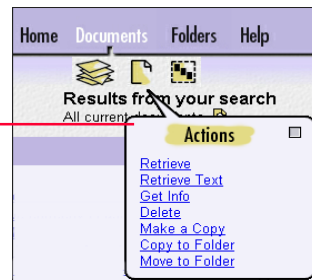 Home Documents Folders Help
Results from your search
All current documents
Actions
Retrieve
Retrieve Text
Get Info
Delete
Make a Copy
Copy to Folder
Move to Folder